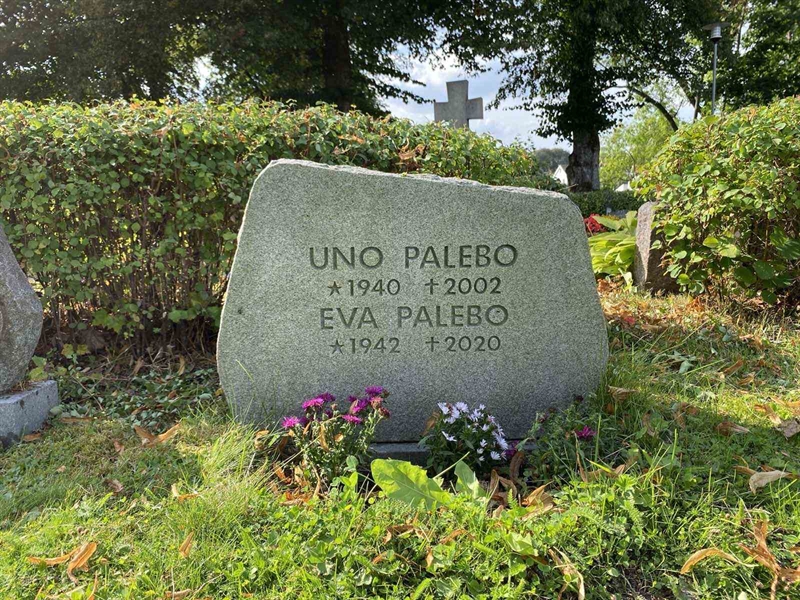 UNO PALEBO
*1940 †2002
EVA PALEBO
*1942 †2020